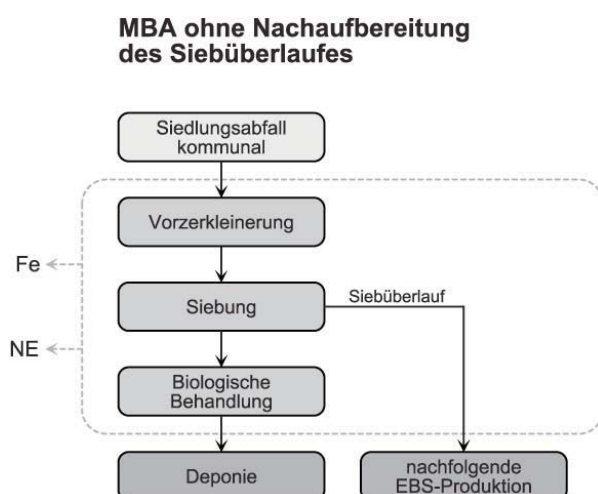 MBA ohne Nachaufbereitung
des Siebüberlaufes
Siedlungsabfall
kommunal
Vorzerkleinerung
Fe
Siebung
Siebüberlauf
NE
Biologische
Behandlung
Deponie
nachfolgende
EBS-Produktion